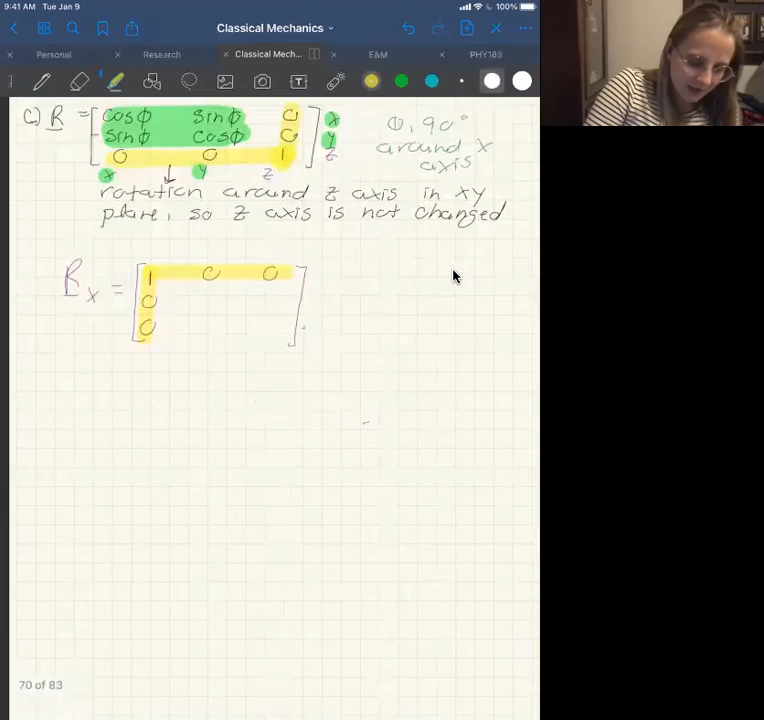 9:41 AM Tue Jan 9
100%
Classical Mechanics
Personal
Research
Classical Mech...
E&M
PHY183
c) R = [ cosϕ sinϕ 0 ] x
-sinϕ cosϕ 0 y
0 0 1 z
x y z
θ, 90°
around x
axis
rotation around z axis in xy
plane, so z axis is not changed
R x = [ 1 0 0 ]
0
0
70 of 83